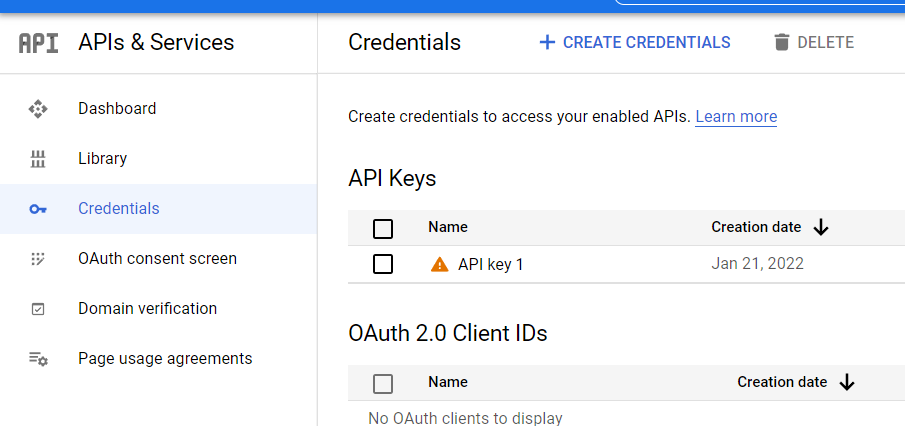 API APIs & Services
Credentials
+ CREATE CREDENTIALS
DELETE
Dashboard
Library
Credentials
OAuth consent screen
Domain verification
Page usage agreements
Create credentials to access your enabled APIs. Learn more
API Keys
Name Creation date
API key 1 Jan 21, 2022
OAuth 2.0 Client IDs
Name Creation date
No OAuth clients to display